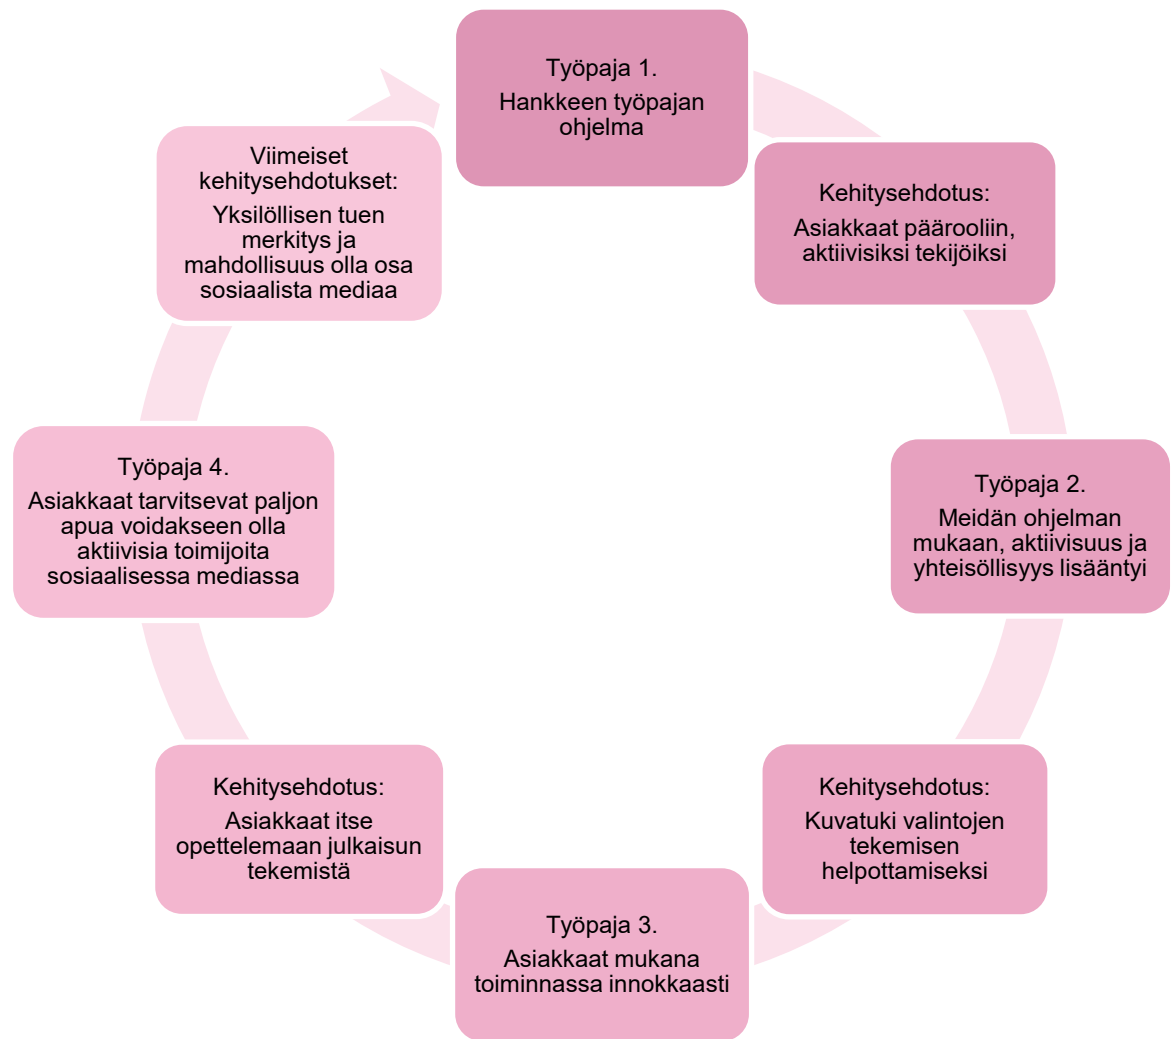 Työpaja 1.
Hankkeen työpajan
ohjelma
Kehitysehdotus:
Asiakkaat päärooliin,
aktiivisiksi tekijöiksi
Työpaja 2.
Meidän ohjelman
mukaan, aktiivisuus ja
yhteisöllisyys lisääntyi
Kehitysehdotus:
Kuvatuki valintojen
tekemisen
helpottamiseksi
Työpaja 3.
Asiakkaat mukana
toiminnassa innokkaasti
Kehitysehdotus:
Asiakkaat itse
opettelemaan julkaisun
tekemistä
Työpaja 4.
Asiakkaat tarvitsevat paljon
apua voidakseen olla
aktiivisia toimijoita
sosiaalisessa mediassa
Viimeiset
kehitysehdotukset:
Yksilöllisen tuen
merkitys ja
mahdollisuus olla osa
sosiaalista mediaa